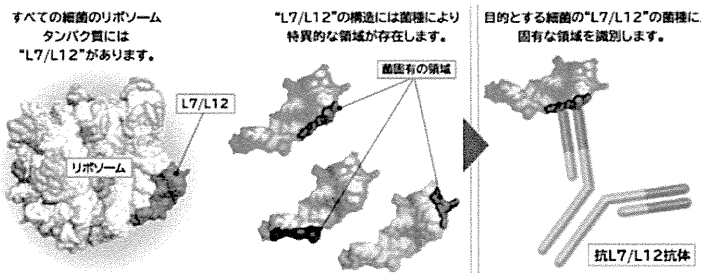 すべての細菌のリボソーム
タンパク質には
“L7/L12”があります。
L7/L12
リボソーム
“L7/L12”の構造には菌種により
特異的な領域が存在します。
菌固有の領域
目的とする細菌の“L7/L12”の菌種に
固有な領域を識別します。
抗L7/L12抗体